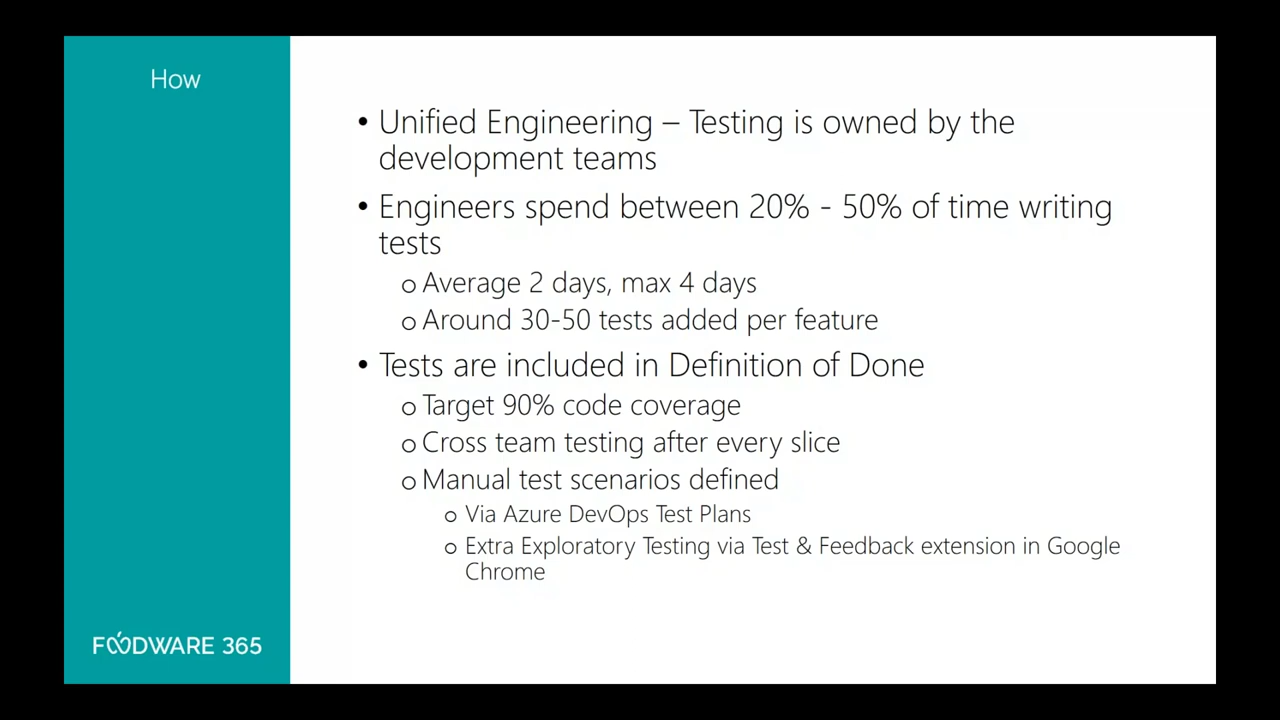 How
• Unified Engineering – Testing is owned by the
development teams
• Engineers spend between 20% - 50% of time writing
tests
o Average 2 days, max 4 days
o Around 30-50 tests added per feature
• Tests are included in Definition of Done
o Target 90% code coverage
o Cross team testing after every slice
o Manual test scenarios defined
o Via Azure DevOps Test Plans
o Extra Exploratory Testing via Test & Feedback extension in Google
Chrome
FOODWARE 365